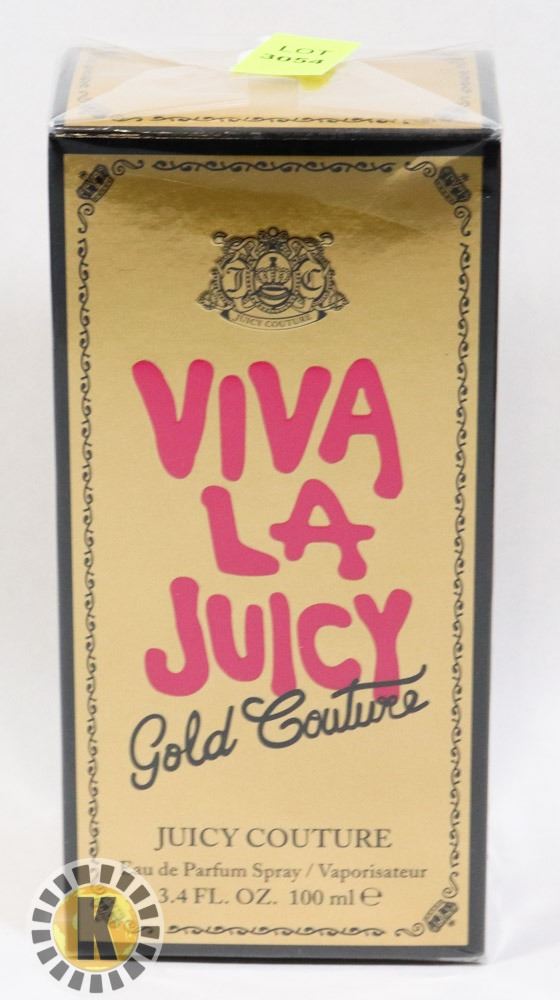 LOT
3054
J C
JUICY COUTURE
VIVA
LA
JUICY
Gold Couture
JUICY COUTURE
Eau de Parfum Spray / Vaporisateur
3.4 FL. OZ. 100 ml ℮
K